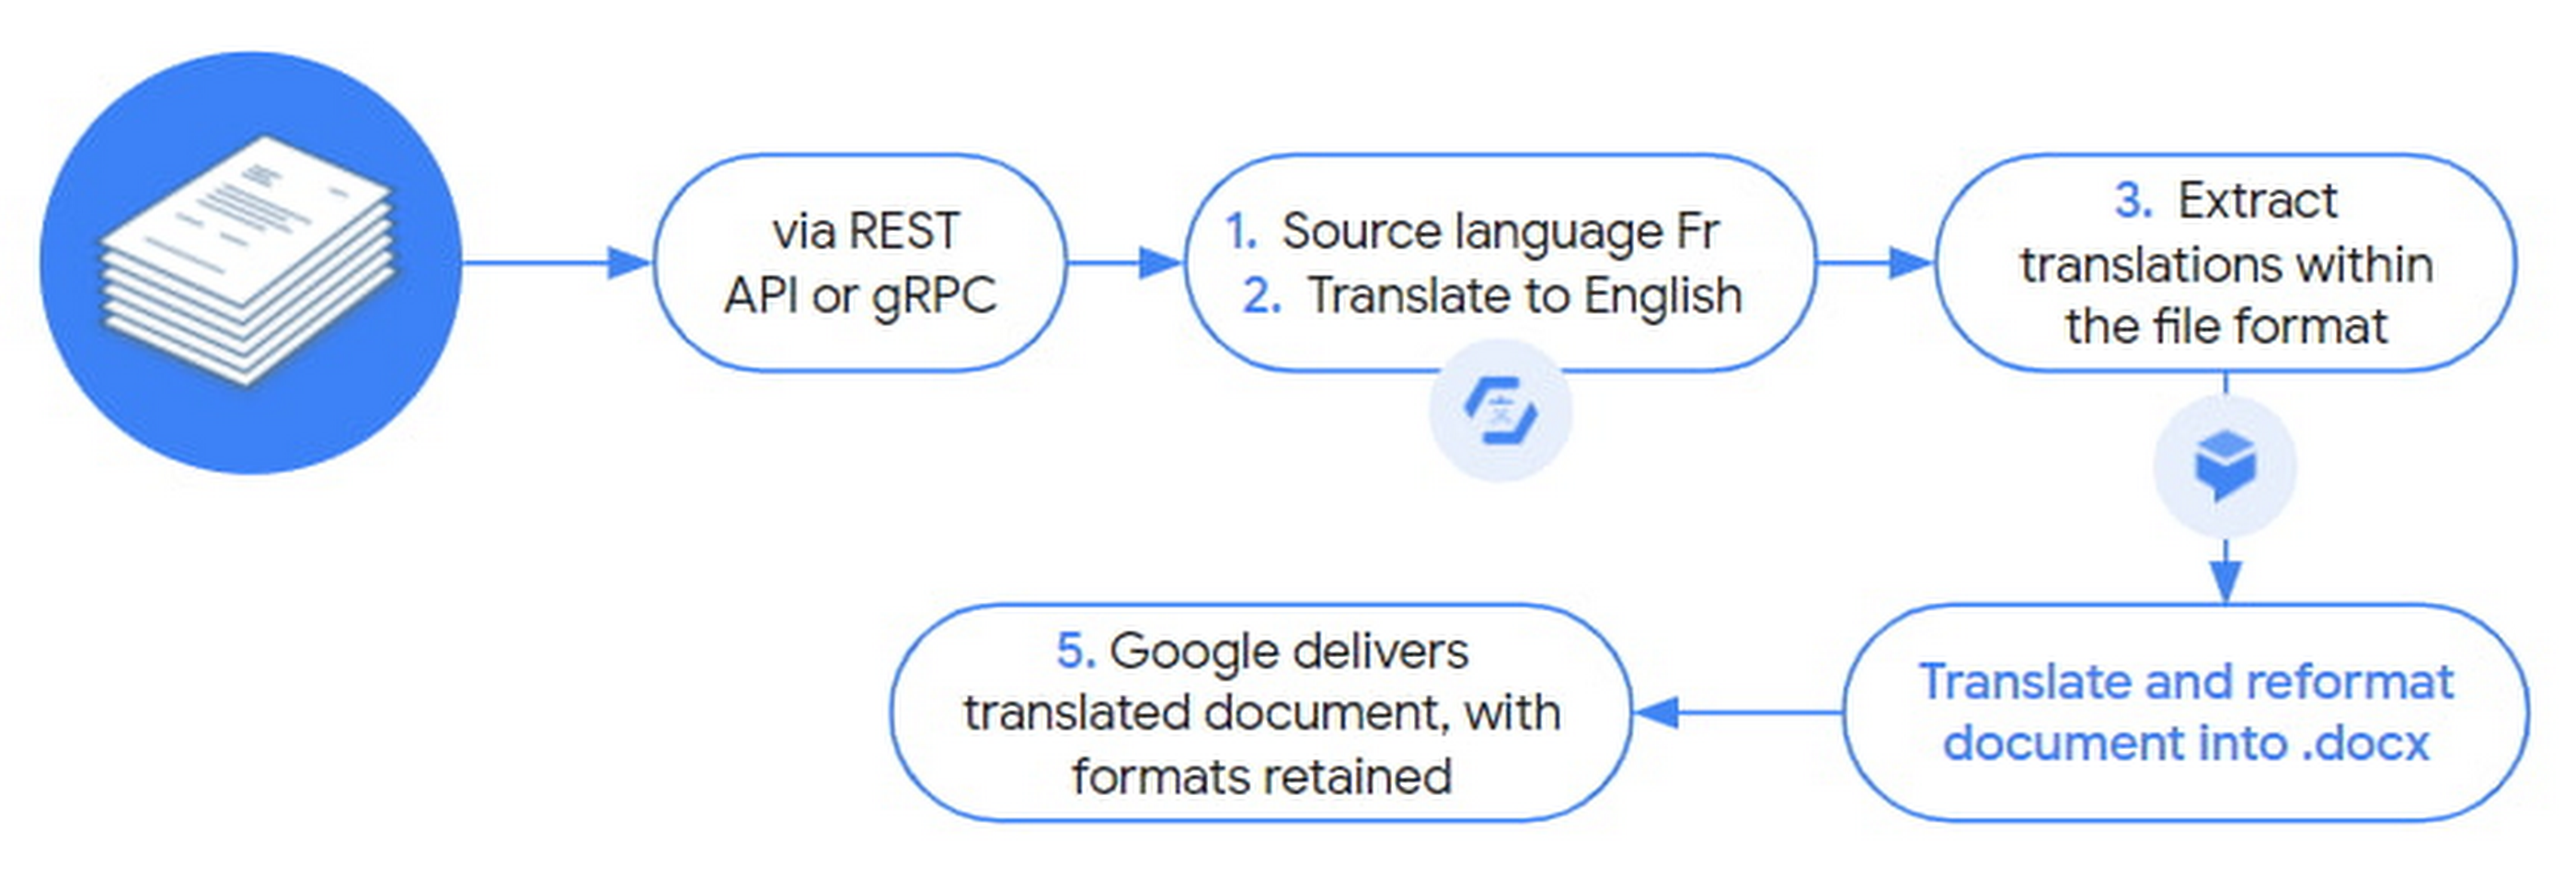 via REST
API or gRPC
1. Source language Fr
2. Translate to English
3. Extract
translations within
the file format
Translate and reformat
document into .docx
5. Google delivers
translated document, with
formats retained